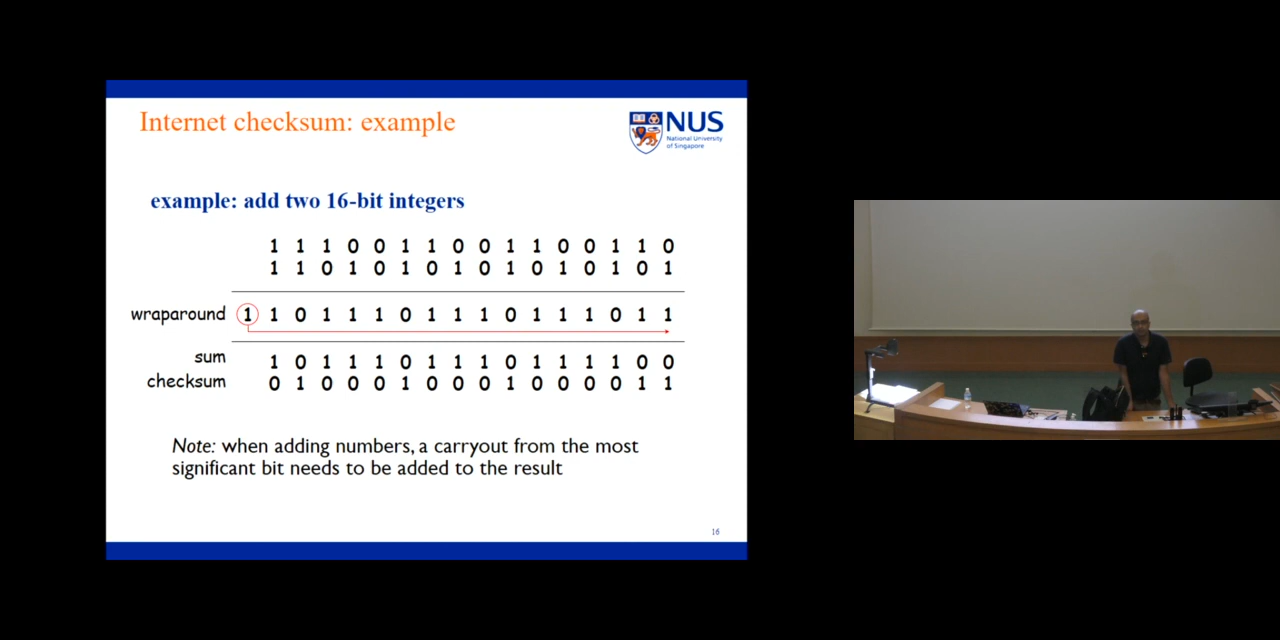 Internet checksum: example
NUS
National University
of Singapore
example: add two 16-bit integers
1 1 1 0 0 1 1 0 0 1 1 0 0 1 1 0
1 1 0 1 0 1 0 1 0 1 0 1 0 1 0 1
wraparound 1 1 0 1 1 1 0 1 1 1 0 1 1 1 0 1 1
sum 1 0 1 1 1 0 1 1 1 0 1 1 1 1 0 0
checksum 0 1 0 0 0 1 0 0 0 1 0 0 0 0 1 1
Note: when adding numbers, a carryout from the most
significant bit needs to be added to the result
16